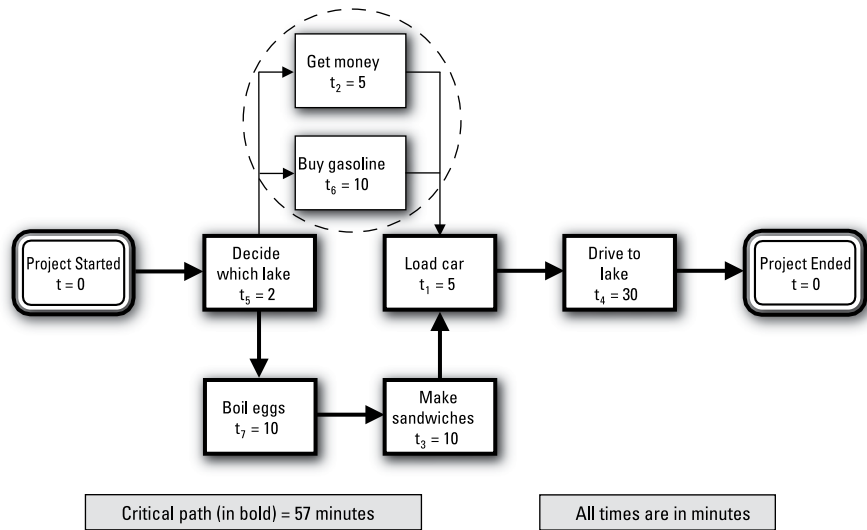 Get money
t₂ = 5
Buy gasoline
t₆ = 10
Project Started
t = 0
Decide
which lake
t₅ = 2
Load car
t₁ = 5
Drive to
lake
t₄ = 30
Project Ended
t = 0
Boil eggs
t₇ = 10
Make
sandwiches
t₃ = 10
Critical path (in bold) = 57 minutes
All times are in minutes